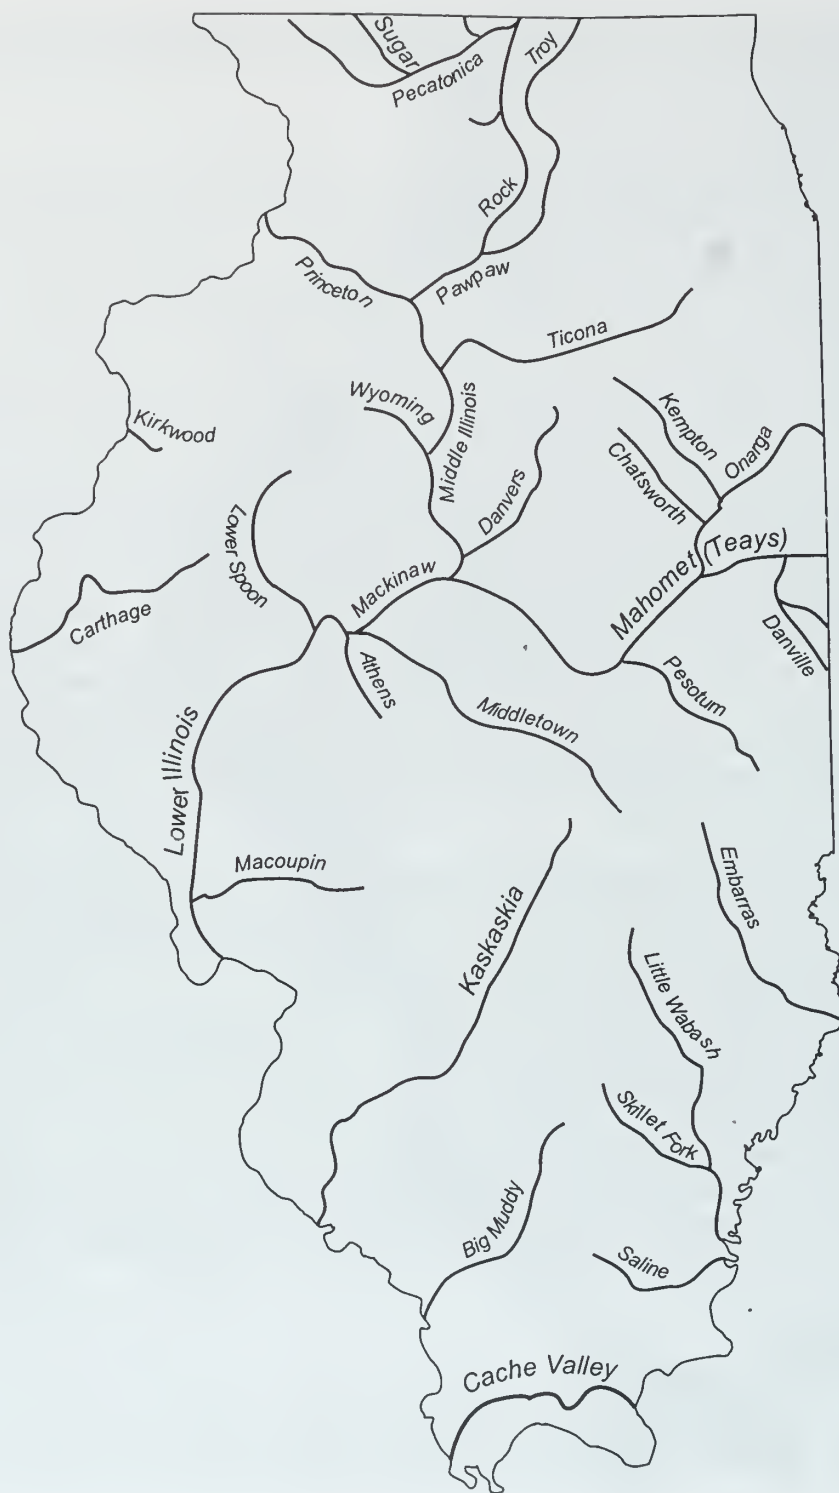 Sugar
Troy
Pecatonica
Rock
Princeton
Pawpaw
Ticona
Wyoming
Middle Illinois
Kempton
Onarga
Kirkwood
Chatsworth
Danvers
Lower Spoon
Mahomet (Teays)
Mackinaw
Carthage
Danville
Athens
Pesotum
Middletown
Lower Illinois
Macoupin
Embarras
Kaskaskia
Little Wabash
Skillet Fork
Big Muddy
Saline
Cache Valley